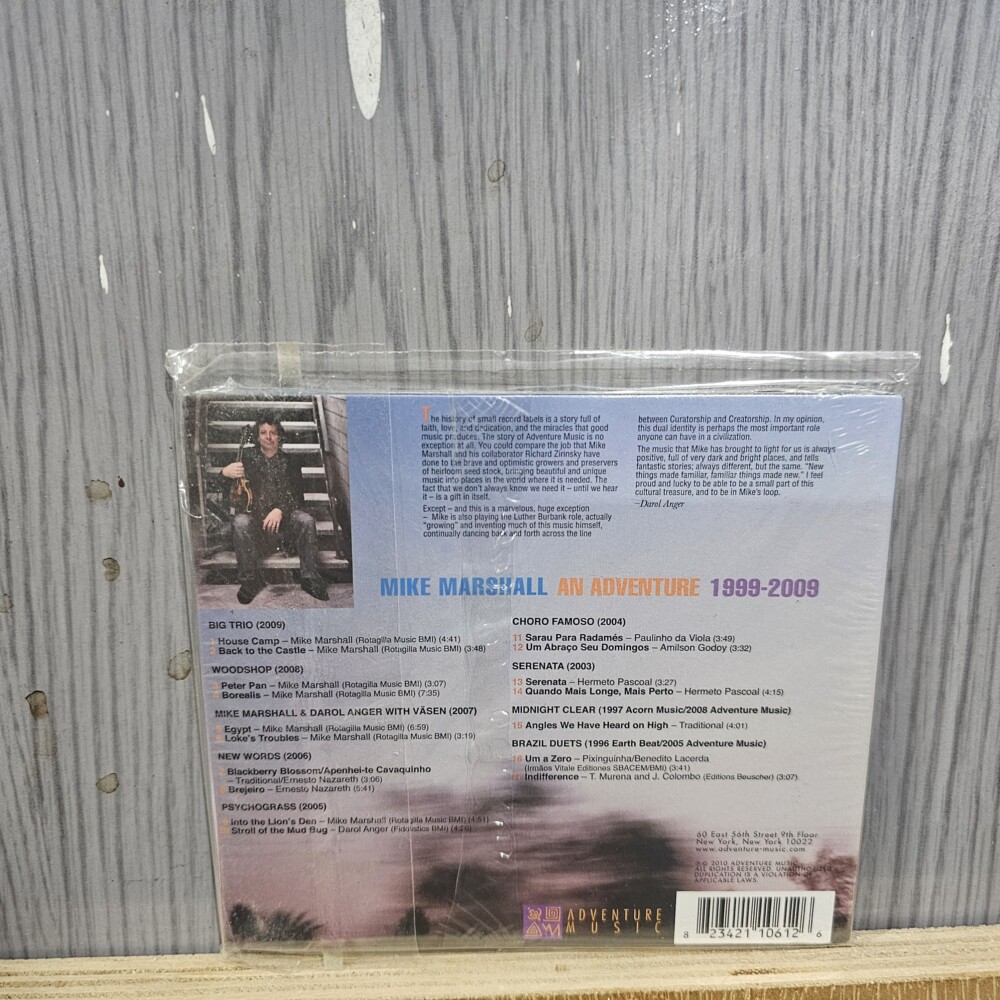 The history of small record labels is a story full of
faith, love, and dedication, and the miracles that good
music produces. The story of Adventure Music is no
exception at all. You could compare the job that Mike
Marshall and his collaborator Richard Zirinsky have
done to the brave and optimistic growers and preservers
of heirloom seed stock, bringing beautiful and unique
music into places in the world where it is needed. The
fact that we don't always know we need it – until we hear
it – is a gift in itself.
Except – and this is a marvelous, huge exception
– Mike is also playing the Luther Burbank role, actually
"growing" and inventing much of this music himself,
continually dancing back and forth across the line
between Curatorship and Creatorship. In my opinion,
this dual identity is perhaps the most important role
anyone can have in a civilization.
The music that Mike has brought to light for us is always
positive, full of very dark and bright places, and tells
fantastic stories; always different, but the same. "New
things made familiar, familiar things made new." I feel
proud and lucky to be able to be a small part of this
cultural treasure, and to be in Mike's loop.
–Darol Anger
MIKE MARSHALL AN ADVENTURE 1999-2009
BIG TRIO (2009)
House Camp – Mike Marshall (Rotagilla Music BMI) (4:41)
Back to the Castle – Mike Marshall (Rotagilla Music BMI) (3:48)
WOODSHOP (2008)
Peter Pan – Mike Marshall (Rotagilla Music BMI) (3:07)
Borealis – Mike Marshall (Rotagilla Music BMI) (7:35)
MIKE MARSHALL & DAROL ANGER WITH VÄSEN (2007)
Egypt – Mike Marshall (Rotagilla Music BMI) (6:59)
Loke's Troubles – Mike Marshall (Rotagilla Music BMI) (3:19)
NEW WORDS (2006)
Blackberry Blossom/Apenhei-te Cavaquinho
– Traditional/Ernesto Nazareth (3:06)
Brejeiro – Ernesto Nazareth (5:41)
PSYCHOGRASS (2005)
Into the Lion's Den – Mike Marshall (Rotagilla Music BMI) (4:51)
Stroll of the Mud Bug – Darol Anger (Fiddlistics BMI)
CHORO FAMOSO (2004)
11 Sarau Para Radamés – Paulinho da Viola (3:49)
12 Um Abraço Seu Domingos – Amilson Godoy (3:32)
SERENATA (2003)
13 Serenata – Hermeto Pascoal (3:27)
14 Quando Mais Longe, Mais Perto – Hermeto Pascoal (4:15)
MIDNIGHT CLEAR (1997 Acorn Music/2008 Adventure Music)
15 Angles We Have Heard on High – Traditional (4:01)
BRAZIL DUETS (1996 Earth Beat/2005 Adventure Music)
16 Um a Zero – Pixinguinha/Benedito Lacerda
(Irmãos Vitale Editiones SBACEM/BMI) (3:41)
Indifference – T. Murena and J. Colombo (Editions Beuscher) (3:07)
60 East 56th Street 9th Floor
New York, New York 10022
www.adventure-music.com
℗ © 2010 ADVENTURE MUSIC
ALL RIGHTS RESERVED. UNAUTHORIZED
DUPLICATION IS A VIOLATION OF
APPLICABLE LAWS.
ADVENTURE
MUSIC
8 23421 10612 6